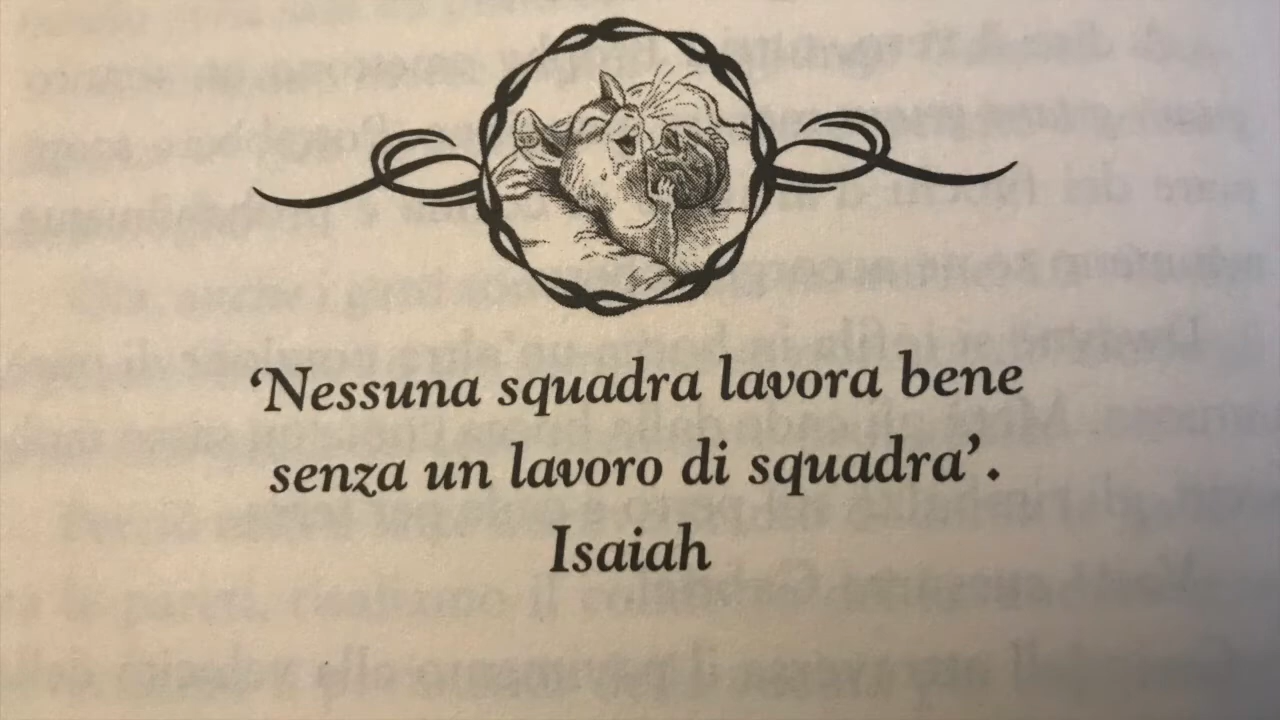 ‘Nessuna squadra lavora bene
senza un lavoro di squadra’.
Isaiah